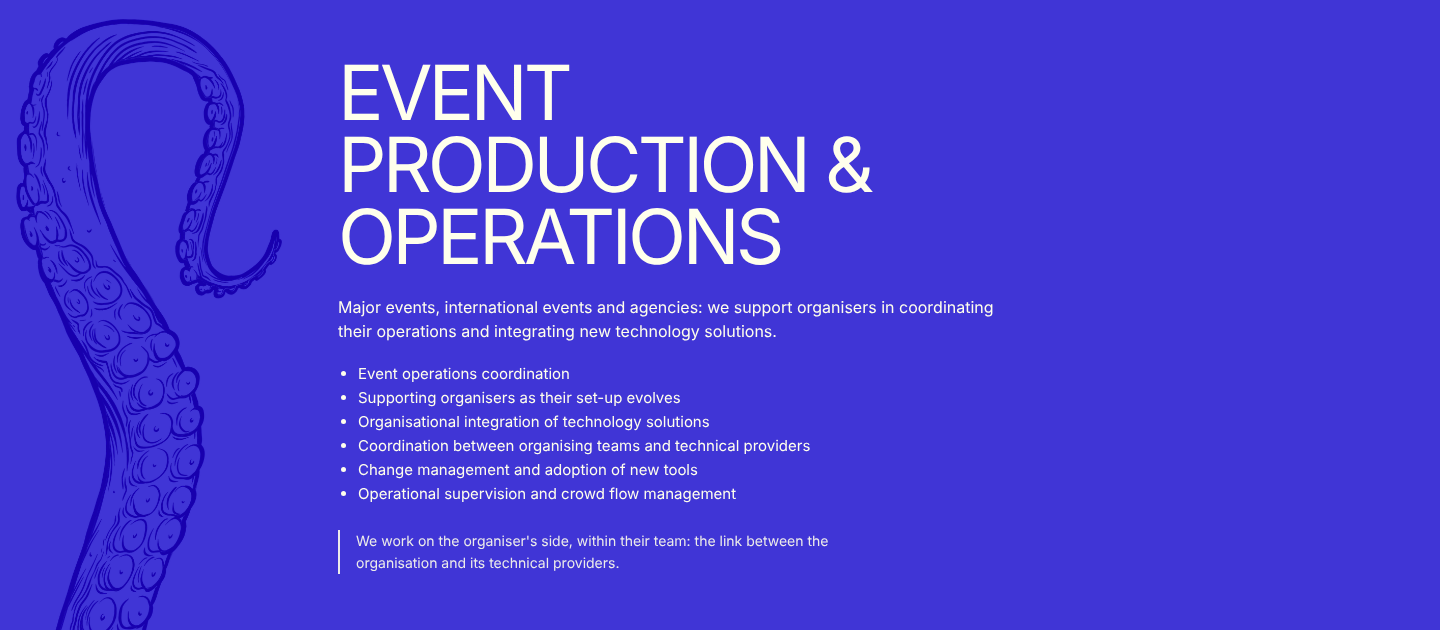 EVENT
PRODUCTION &
OPERATIONS
Major events, international events and agencies: we support organisers in coordinating
their operations and integrating new technology solutions.
• Event operations coordination
• Supporting organisers as their set-up evolves
• Organisational integration of technology solutions
• Coordination between organising teams and technical providers
• Change management and adoption of new tools
• Operational supervision and crowd flow management
We work on the organiser's side, within their team: the link between the
organisation and its technical providers.